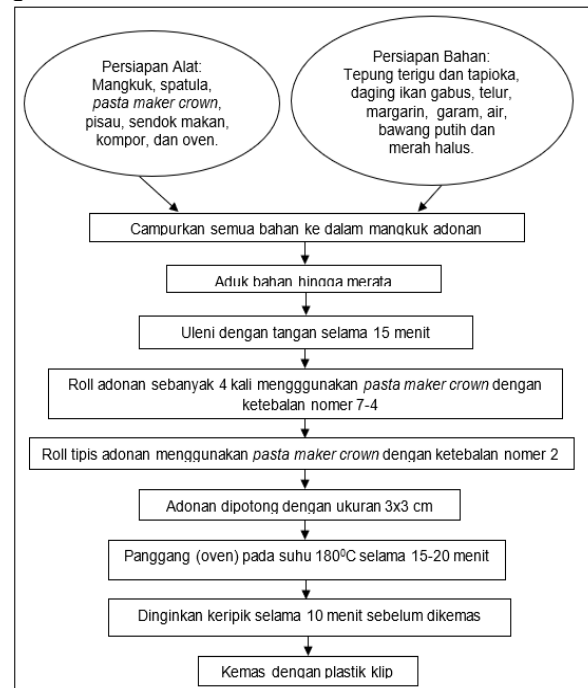 Persiapan Alat:
Mangkuk, spatula,
pasta maker crown,
pisau, sendok makan,
kompor, dan oven.
Persiapan Bahan:
Tepung terigu dan tapioka,
daging ikan gabus, telur,
margarin, garam, air,
bawang putih dan
merah halus.
Campurkan semua bahan ke dalam mangkuk adonan
Aduk bahan hingga merata
Uleni dengan tangan selama 15 menit
Roll adonan sebanyak 4 kali mengggunakan pasta maker crown dengan
ketebalan nomer 7-4
Roll tipis adonan menggunakan pasta maker crown dengan ketebalan nomer 2
Adonan dipotong dengan ukuran 3x3 cm
Panggang (oven) pada suhu 180⁰C selama 15-20 menit
Dinginkan keripik selama 10 menit sebelum dikemas
Kemas dengan plastik klip